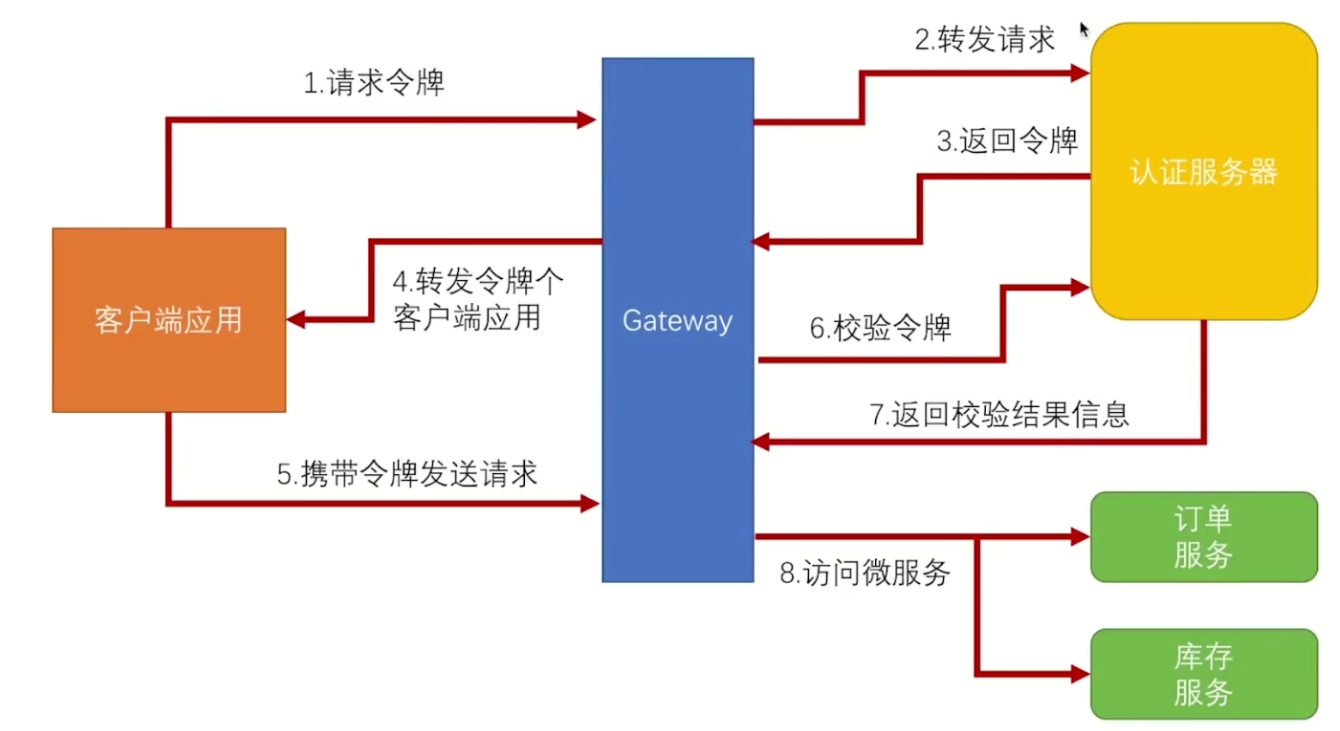 1.请求令牌
2.转发请求
3.返回令牌
认证服务器
4.转发令牌个
客户端应用
客户端应用
Gateway
6.校验令牌
7.返回校验结果信息
5.携带令牌发送请求
订单
服务
8.访问微服务
库存
服务